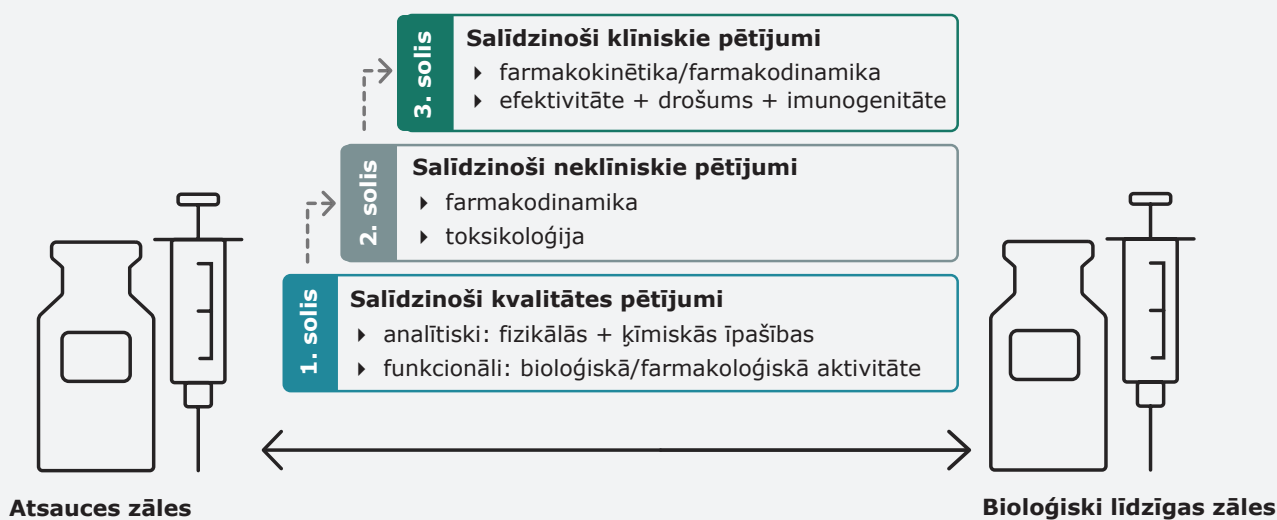 3. solis
Salīdzinoši klīniskie pētījumi
farmakokinētika/farmakodinamika
efektivitāte + drošums + imunogenitāte
2. solis
Salīdzinoši neklīniskie pētījumi
farmakodinamika
toksikoloģija
1. solis
Salīdzinoši kvalitātes pētījumi
analītiski: fizikālās + ķīmiskās īpašības
funkcionāli: bioloģiskā/farmakoloģiskā aktivitāte
Atsauces zāles
Bioloģiski līdzīgas zāles